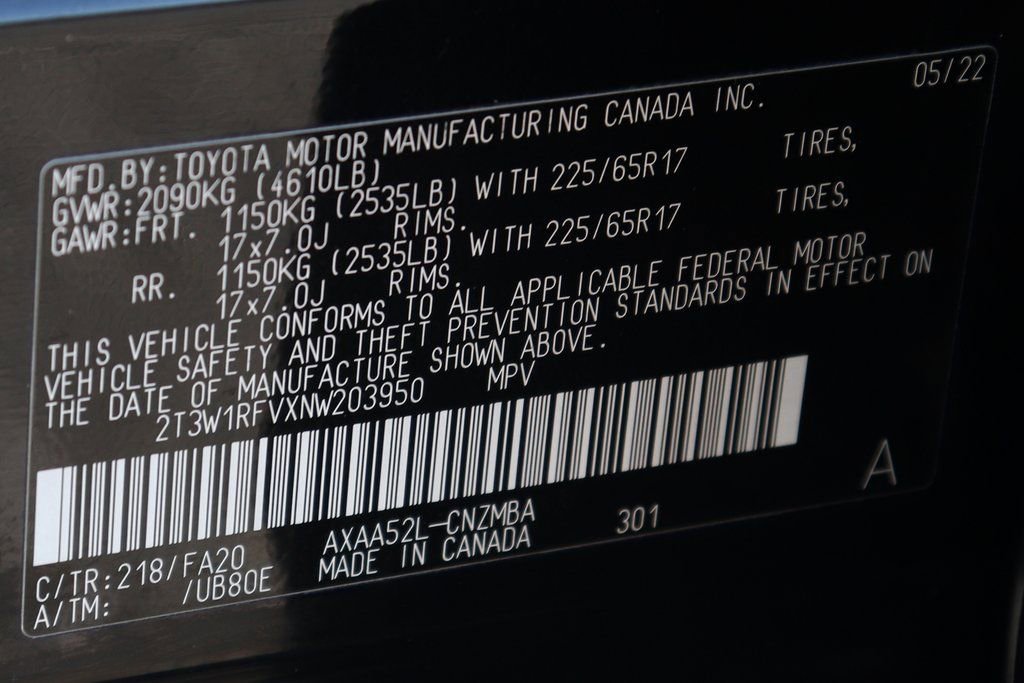 05/22
MFD.BY:TOYOTA MOTOR MANUFACTURING CANADA INC.
GVWR:2090KG (4610LB)
GAWR:FRT. 1150KG (2535LB) WITH 225/65R17 TIRES,
17x7.0J RIMS.
RR. 1150KG (2535LB) WITH 225/65R17 TIRES,
17x7.0J RIMS.
THIS VEHICLE CONFORMS TO ALL APPLICABLE FEDERAL MOTOR
VEHICLE SAFETY AND THEFT PREVENTION STANDARDS IN EFFECT ON
THE DATE OF MANUFACTURE SHOWN ABOVE.
2T3W1RFVXNW203950 MPV
A
C/TR:218/FA20 AXAA52L-CNZMBA 301
A/TM: /UB80E MADE IN CANADA